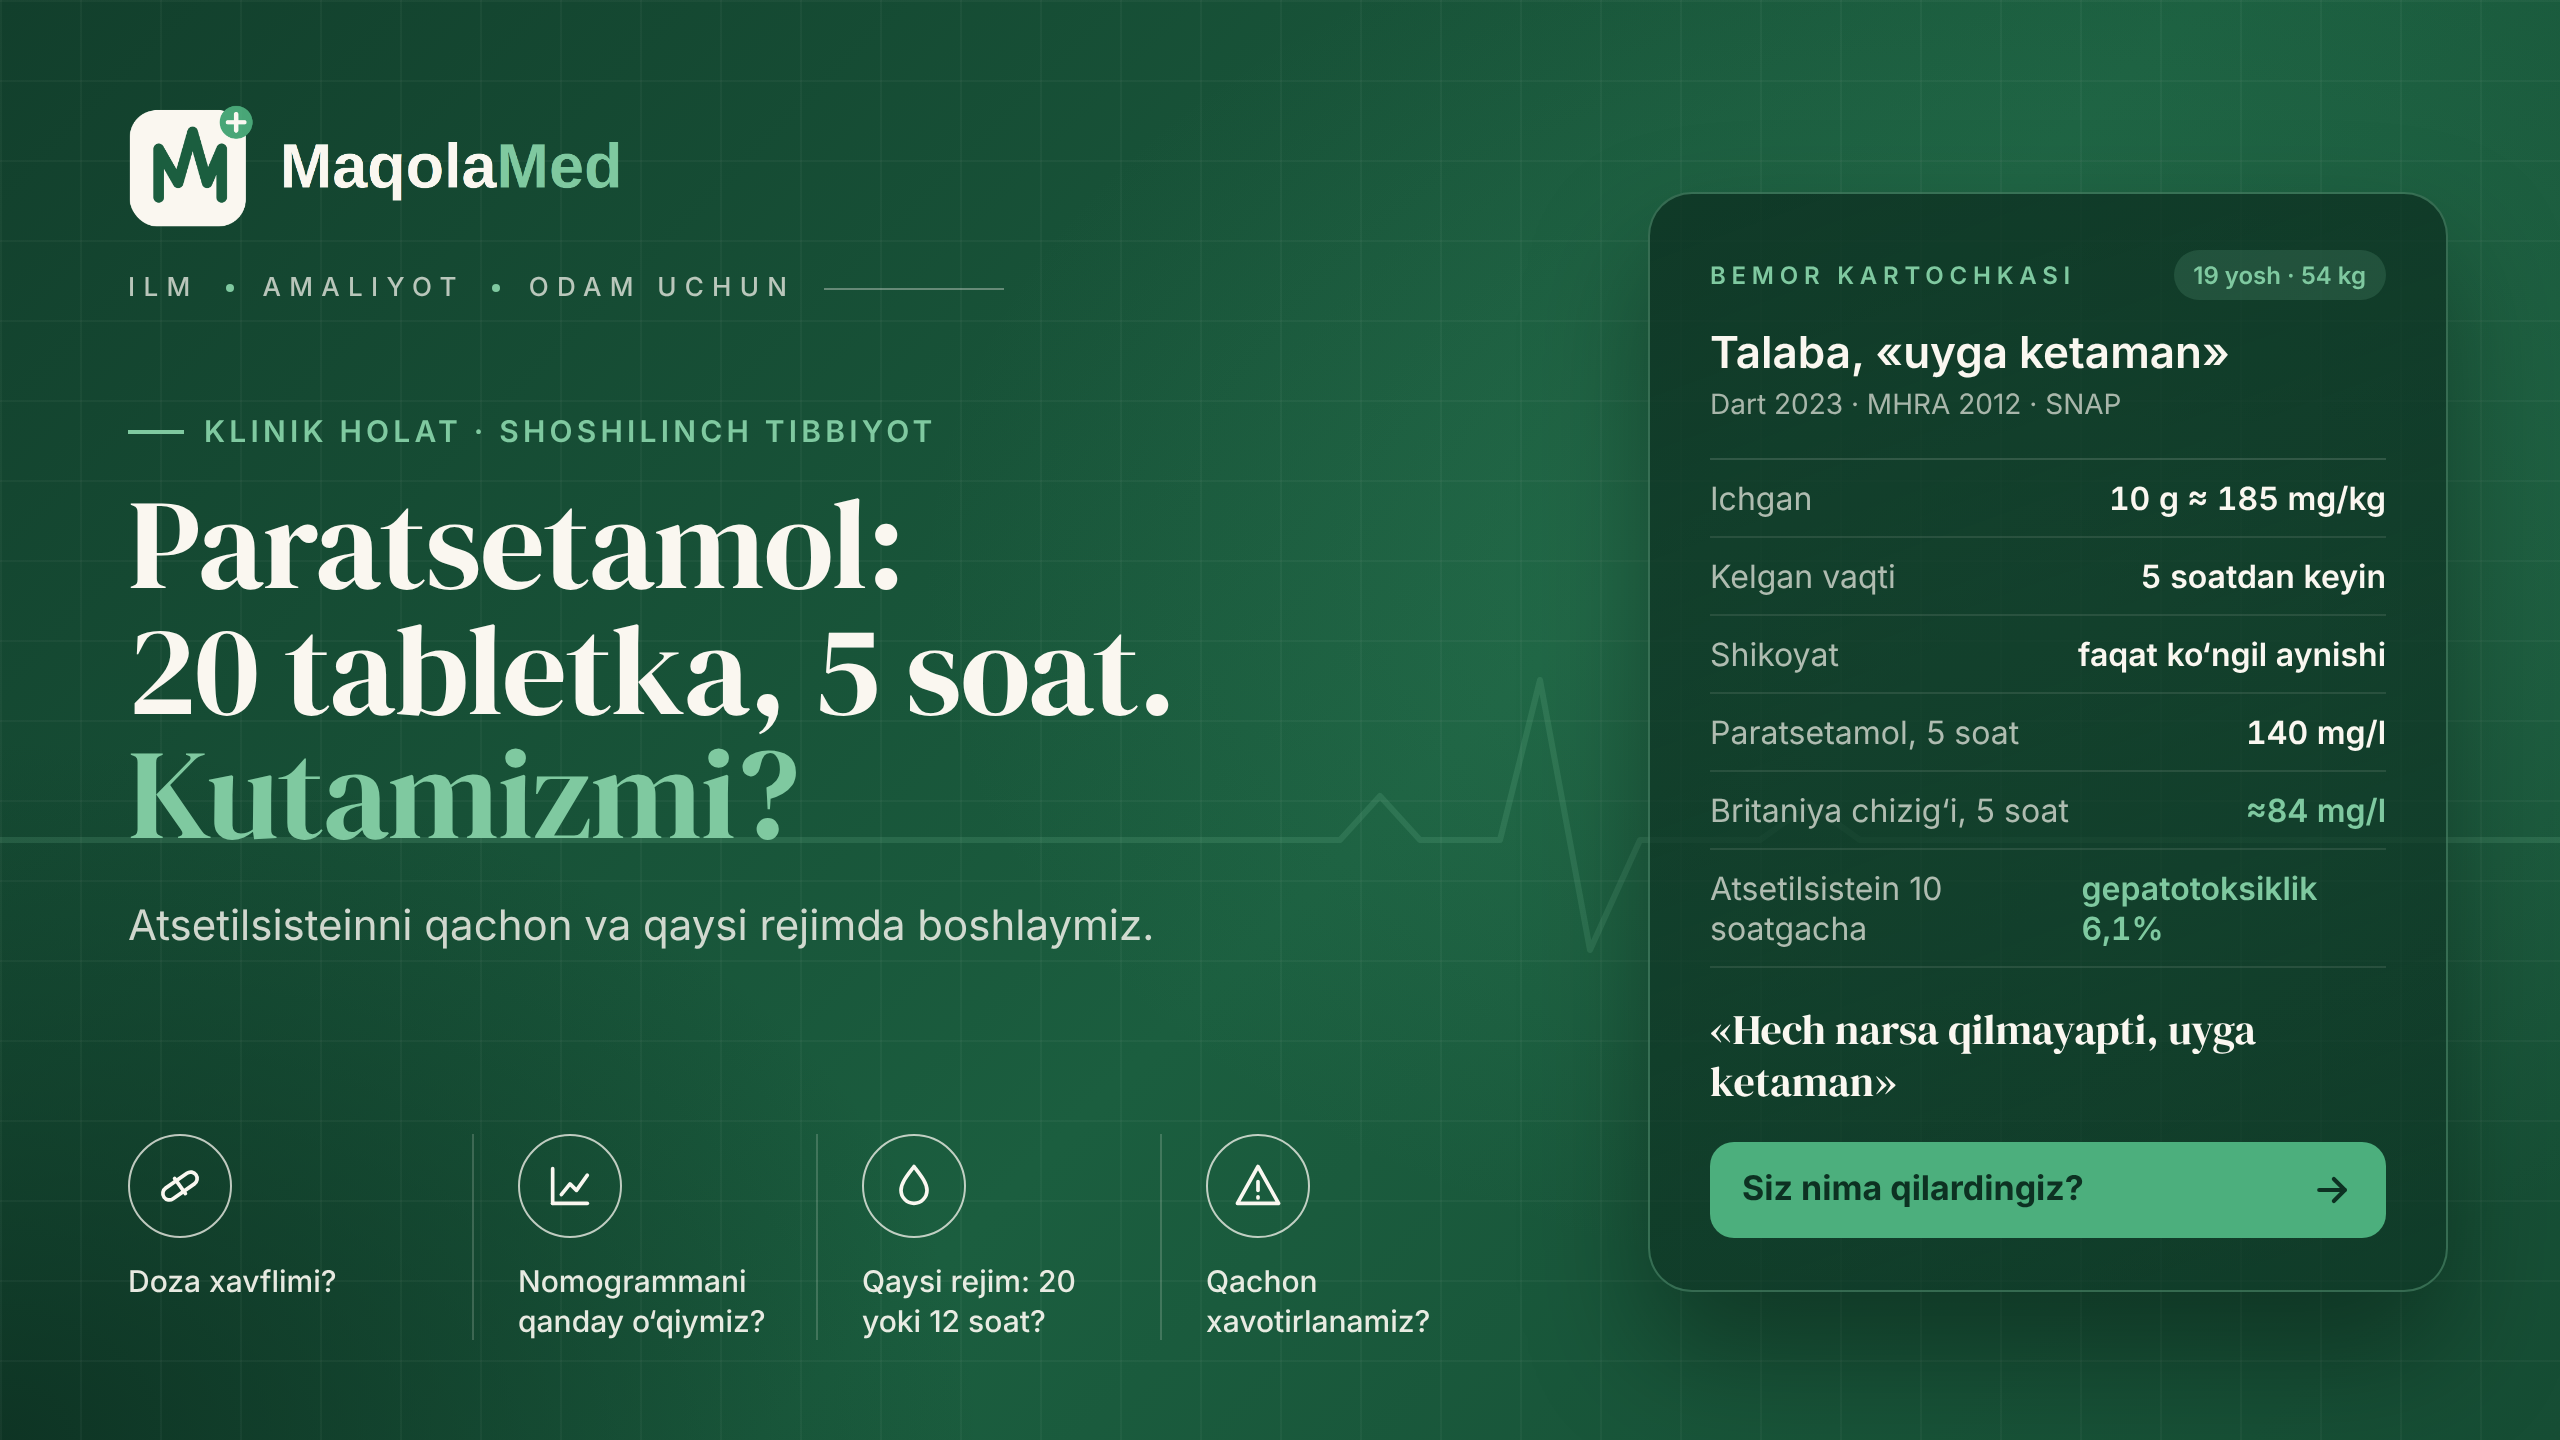 MaqolaMed
ILM • AMALIYOT • ODAM UCHUN
KLINIK HOLAT · SHOSHILINCH TIBBIYOT
Paratsetamol:
20 tabletka, 5 soat.
Kutamizmi?
Atsetilsisteinni qachon va qaysi rejimda boshlaymiz.
Doza xavflimi?
Nomogrammani
qanday o‘qiymiz?
Qaysi rejim: 20
yoki 12 soat?
Qachon
xavotirlanamiz?
BEMOR KARTOCHKASI
19 yosh · 54 kg
Talaba, «uyga ketaman»
Dart 2023 · MHRA 2012 · SNAP
Ichgan 10 g ≈ 185 mg/kg
Kelgan vaqti 5 soatdan keyin
Shikoyat faqat ko‘ngil aynishi
Paratsetamol, 5 soat 140 mg/l
Britaniya chizig‘i, 5 soat ≈84 mg/l
Atsetilsistein 10 gepatotoksiklik
soatgacha 6,1%
«Hech narsa qilmayapti, uyga
ketaman»
Siz nima qilardingiz? →